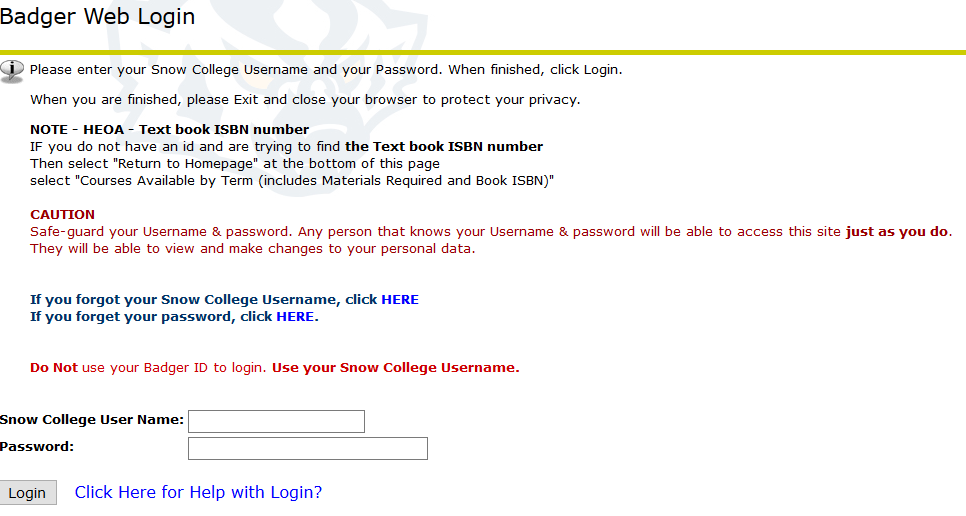 Badger Web Login
Please enter your Snow College Username and your Password. When finished, click Login.
When you are finished, please Exit and close your browser to protect your privacy.
NOTE - HEOA - Text book ISBN number
IF you do not have an id and are trying to find the Text book ISBN number
Then select "Return to Homepage" at the bottom of this page
select "Courses Available by Term (includes Materials Required and Book ISBN)"
CAUTION
Safe-guard your Username & password. Any person that knows your Username & password will be able to access this site just as you do.
They will be able to view and make changes to your personal data.
If you forgot your Snow College Username, click HERE
If you forget your password, click HERE.
Do Not use your Badger ID to login. Use your Snow College Username.
Snow College User Name:
Password:
Login Click Here for Help with Login?